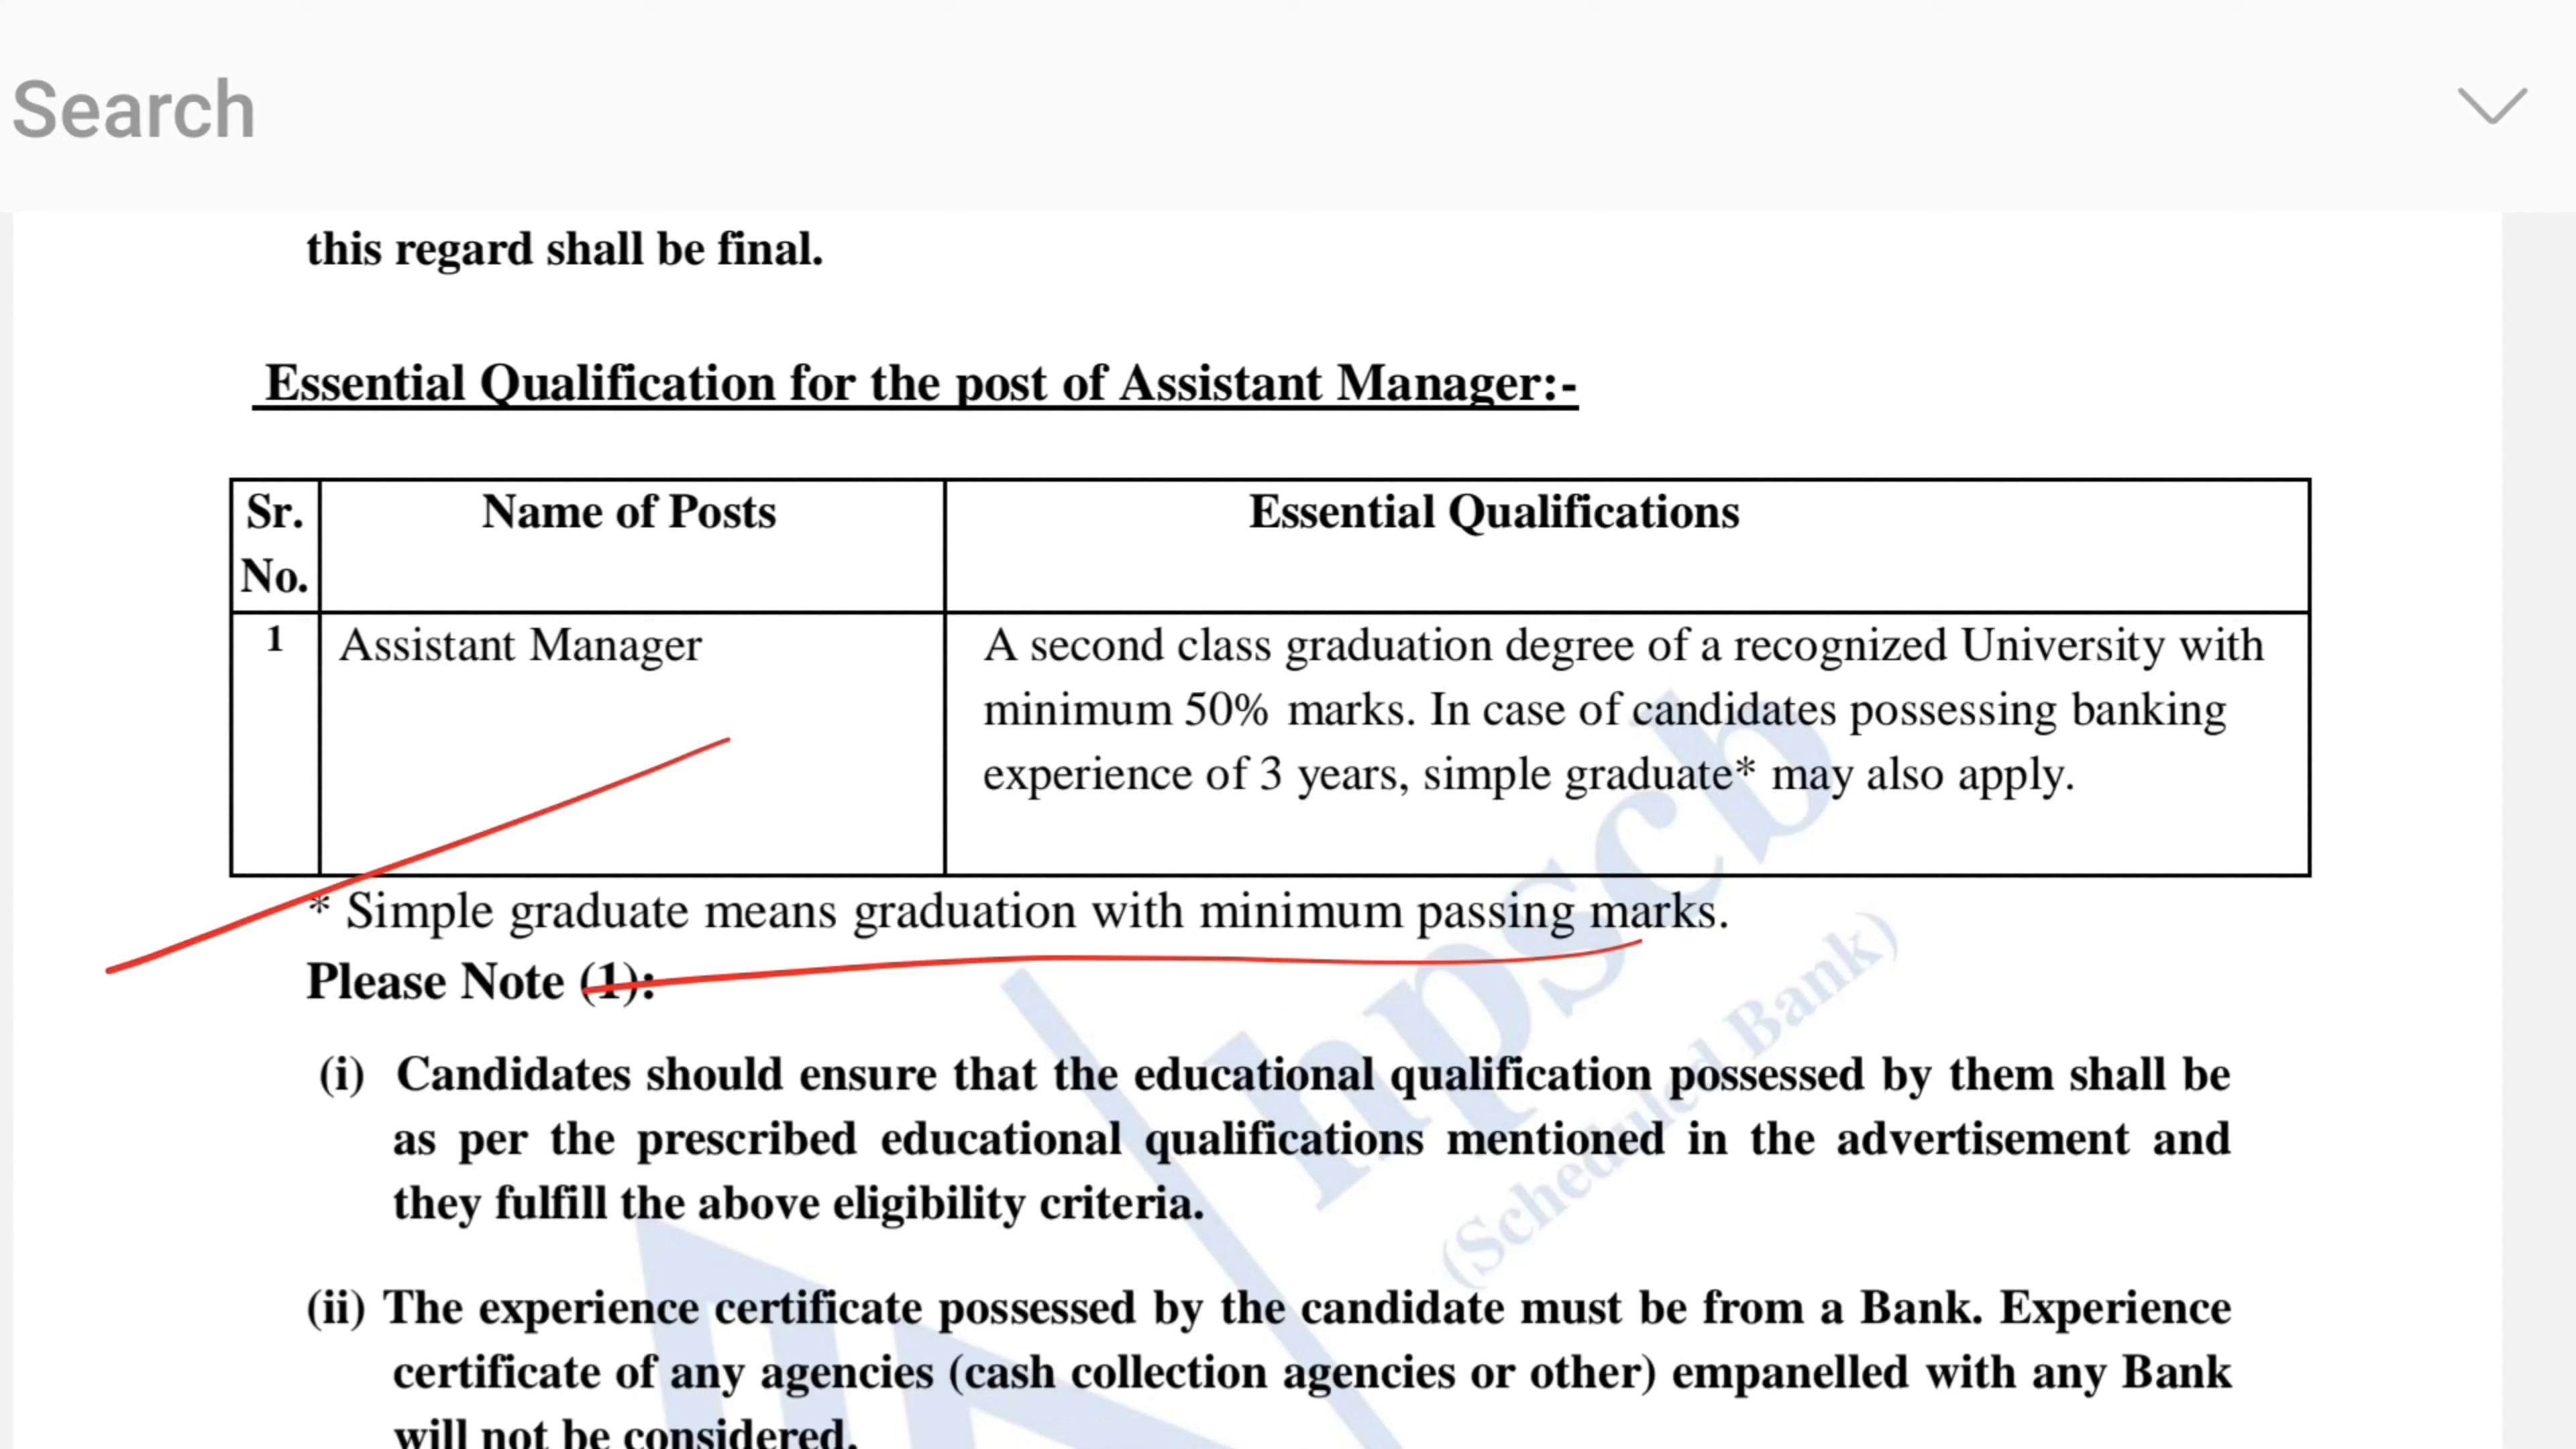 Search
this regard shall be final.
Essential Qualification for the post of Assistant Manager:-
Sr. No.
Name of Posts
Essential Qualifications
1
Assistant Manager
A second class graduation degree of a recognized University with
minimum 50% marks. In case of candidates possessing banking
experience of 3 years, simple graduate* may also apply.
* Simple graduate means graduation with minimum passing marks.
Please Note (1):
(i) Candidates should ensure that the educational qualification possessed by them shall be
as per the prescribed educational qualifications mentioned in the advertisement and
they fulfill the above eligibility criteria.
(ii) The experience certificate possessed by the candidate must be from a Bank. Experience
certificate of any agencies (cash collection agencies or other) empanelled with any Bank
will not be considered.
hpscb
(Scheduled Bank)